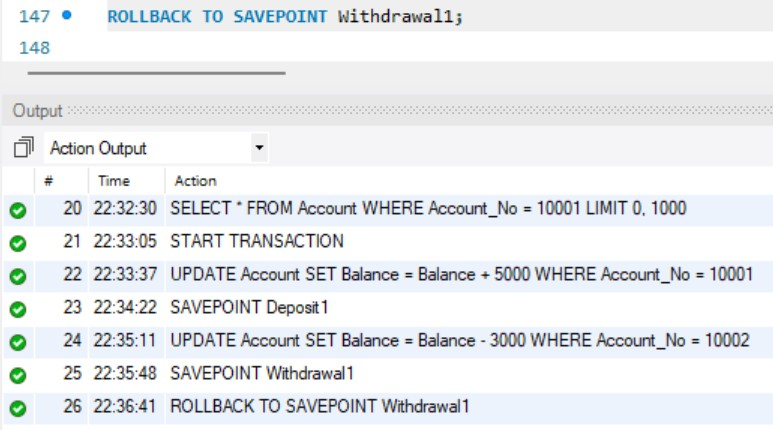 147 ROLLBACK TO SAVEPOINT Withdrawal1;
148
Output
Action Output
# Time Action
20 22:32:30 SELECT * FROM Account WHERE Account_No = 10001 LIMIT 0, 1000
21 22:33:05 START TRANSACTION
22 22:33:37 UPDATE Account SET Balance = Balance + 5000 WHERE Account_No = 10001
23 22:34:22 SAVEPOINT Deposit1
24 22:35:11 UPDATE Account SET Balance = Balance - 3000 WHERE Account_No = 10002
25 22:35:48 SAVEPOINT Withdrawal1
26 22:36:41 ROLLBACK TO SAVEPOINT Withdrawal1